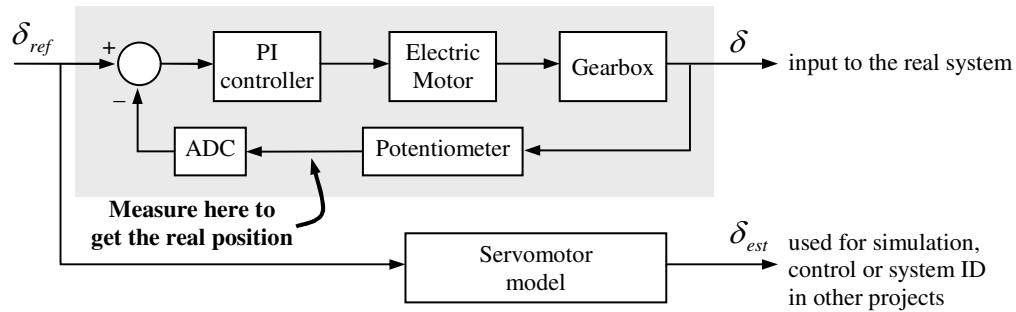 δref
+
−
PI
controller
Electric
Motor
Gearbox
δ
input to the real system
ADC
Potentiometer
Measure here to
get the real position
Servomotor
model
δest
used for simulation,
control or system ID
in other projects